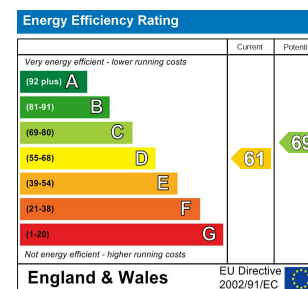 Energy Efficiency Rating
Current Potenti
Very energy efficient - lower running costs
(92 plus) A
(81-91) B
(69-80) C
(55-68) D
(39-54) E
(21-38) F
(1-20) G
61
69
Not energy efficient - higher running costs
England & Wales
EU Directive
2002/91/EC